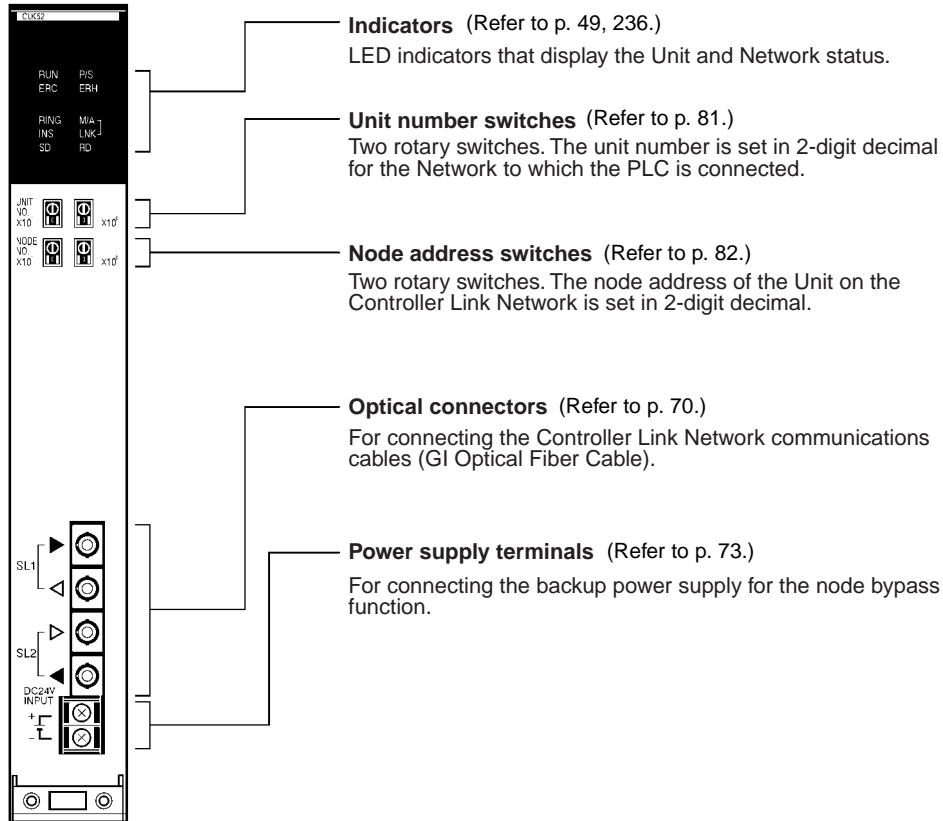 CLK52
RUN P/S
ERC ERH
RING M/A
INS LNK
SD RD
UNIT
NO.
X10
NODE
NO.
X10
SL1
SL2
DC24V
INPUT
+
-
Indicators (Refer to p. 49, 236.)
LED indicators that display the Unit and Network status.
Unit number switches (Refer to p. 81.)
Two rotary switches. The unit number is set in 2-digit decimal
for the Network to which the PLC is connected.
Node address switches (Refer to p. 82.)
Two rotary switches. The node address of the Unit on the
Controller Link Network is set in 2-digit decimal.
Optical connectors (Refer to p. 70.)
For connecting the Controller Link Network communications
cables (GI Optical Fiber Cable).
Power supply terminals (Refer to p. 73.)
For connecting the backup power supply for the node bypass
function.